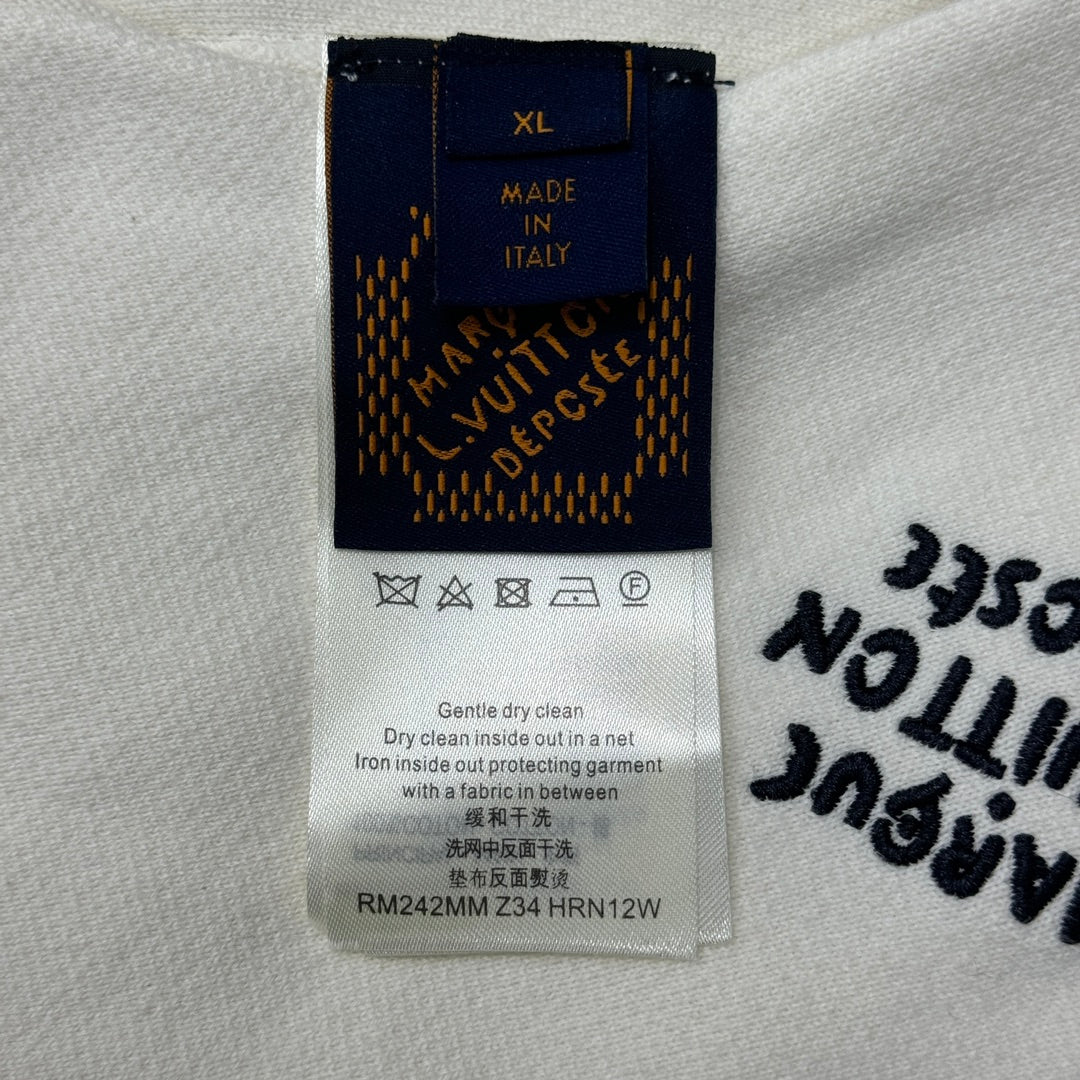 XL
MADE
IN
ITALY
L.VUITTON
DÉPOSÉE
Gentle dry clean
Dry clean inside out in a net
Iron inside out protecting garment
with a fabric in between
缓和干洗
洗网中反面干洗
垫布反面熨烫
RM242MM Z34 HRN12W
MARQUE
UITTON
OSÉE